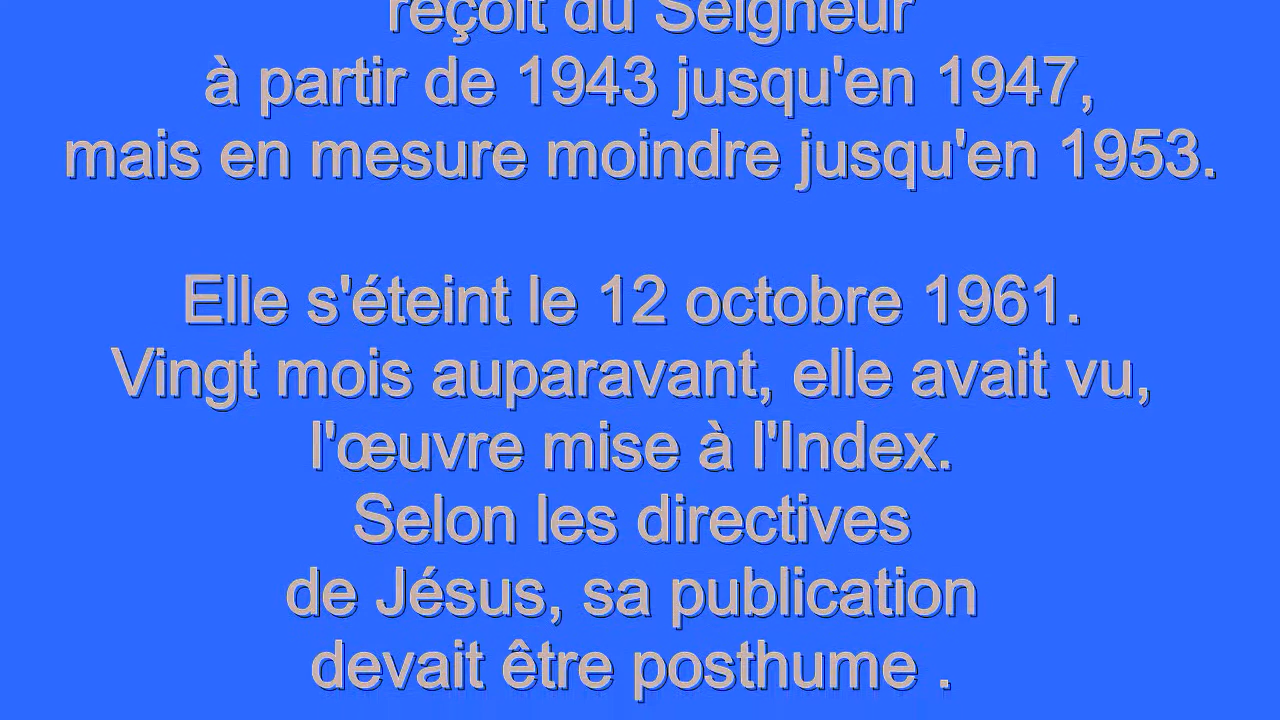 reçoit du Seigneur
à partir de 1943 jusqu'en 1947,
mais en mesure moindre jusqu'en 1953.
Elle s'éteint le 12 octobre 1961.
Vingt mois auparavant, elle avait vu,
l'œuvre mise à l'Index.
Selon les directives
de Jésus, sa publication
devait être posthume .